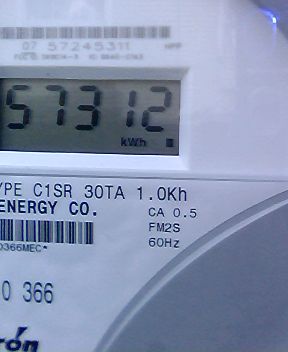 07 57245311
57312
kWh
YPE C1SR 30TA 1.0Kh
ENERGY CO.
CA 0.5
FM2S
60Hz
0366MEC*
0 366
rón